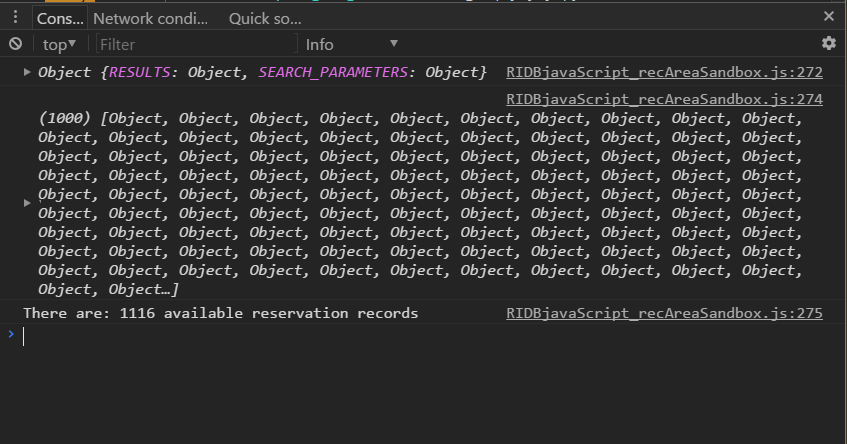 Cons... Network condi... Quick so... ×
top▾ Filter Info ▼
Object {RESULTS: Object, SEARCH_PARAMETERS: Object} RIDBjavaScript_recAreaSandbox.js:272
RIDBjavaScript_recAreaSandbox.js:274
(1000) [Object, Object, Object, Object, Object, Object, Object, Object, Object, Object,
Object, Object, Object, Object, Object, Object, Object, Object, Object, Object, Object,
Object, Object, Object, Object, Object, Object, Object, Object, Object, Object, Object,
Object, Object, Object, Object, Object, Object, Object, Object, Object, Object, Object,
Object, Object, Object, Object, Object, Object, Object, Object, Object, Object, Object,
Object, Object, Object, Object, Object, Object, Object, Object, Object, Object, Object,
Object, Object, Object, Object, Object, Object, Object, Object, Object, Object, Object,
Object, Object, Object, Object, Object, Object, Object, Object, Object, Object, Object,
Object, Object, Object, Object, Object, Object, Object, Object, Object, Object, Object,
Object, Object…]
There are: 1116 available reservation records RIDBjavaScript_recAreaSandbox.js:275